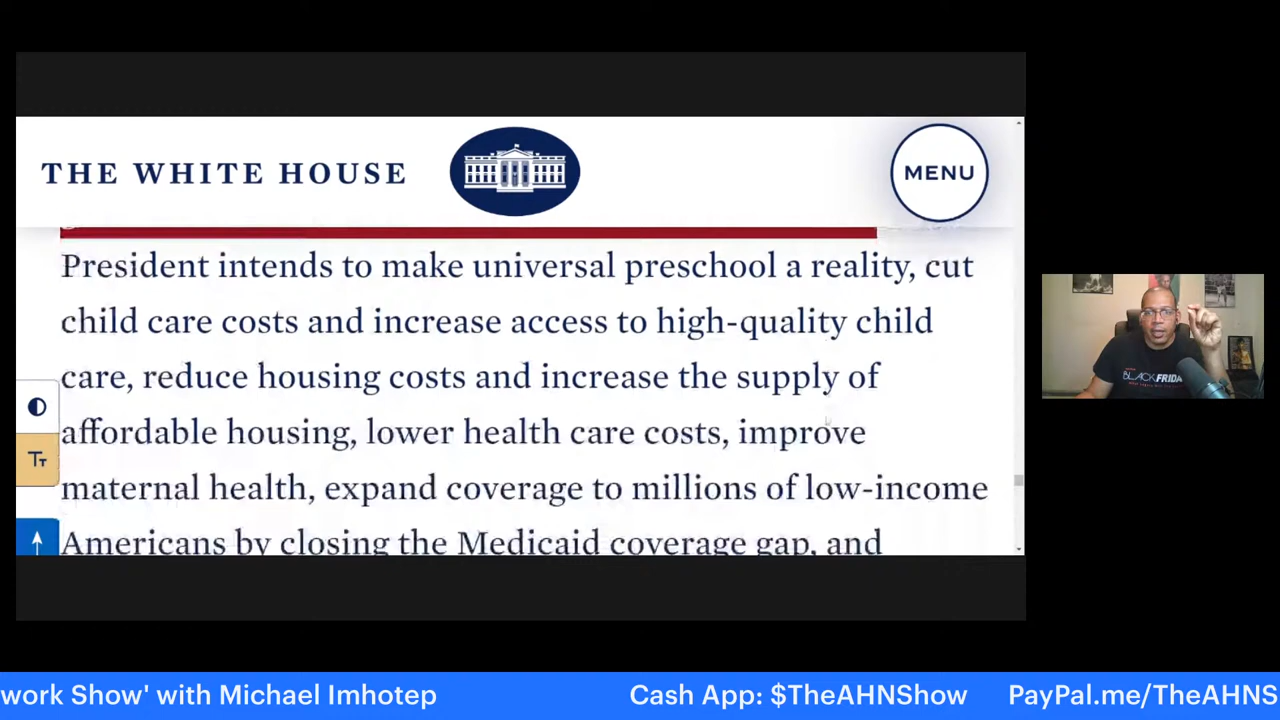 THE WHITE HOUSE
MENU
President intends to make universal preschool a reality, cut
child care costs and increase access to high-quality child
care, reduce housing costs and increase the supply of
affordable housing, lower health care costs, improve
maternal health, expand coverage to millions of low-income
Americans by closing the Medicaid coverage gap, and
TT
BLACK FRIDA
work Show' with Michael Imhotep Cash App: $TheAHNShow PayPal.me/TheAHNS